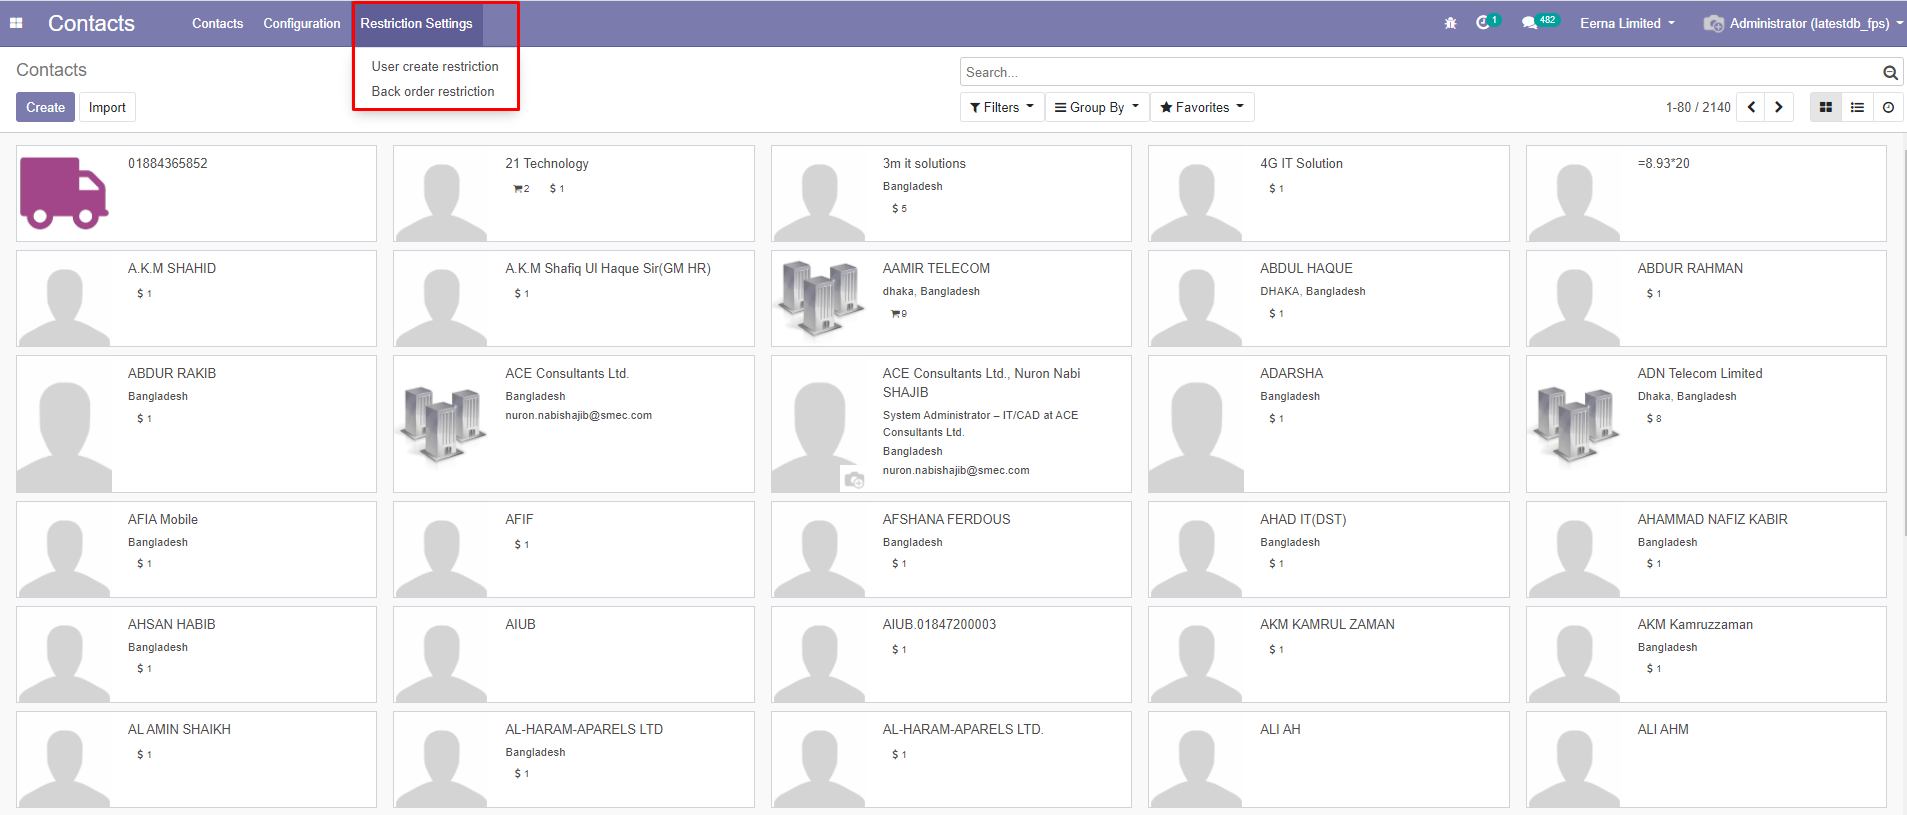 Contacts
Contacts
Configuration
Restriction Settings
1
482
Eerna Limited
Administrator (latestdb_fps)
User create restriction
Back order restriction
Contacts
Search...
Create
Import
Filters
Group By
Favorites
1-80 / 2140
01884365852
21 Technology
2
$ 1
3m it solutions
Bangladesh
$ 5
4G IT Solution
$ 1
=8.93*20
A.K.M SHAHID
$ 1
A.K.M Shafiq Ul Haque Sir(GM HR)
$ 1
AAMIR TELECOM
dhaka, Bangladesh
9
ABDUL HAQUE
DHAKA, Bangladesh
$ 1
ABDUR RAHMAN
$ 1
ABDUR RAKIB
Bangladesh
$ 1
ACE Consultants Ltd.
Bangladesh
nuron.nabishajib@smec.com
ACE Consultants Ltd., Nuron Nabi
SHAJIB
System Administrator – IT/CAD at ACE
Consultants Ltd.
Bangladesh
nuron.nabishajib@smec.com
ADARSHA
Bangladesh
$ 1
ADN Telecom Limited
Dhaka, Bangladesh
$ 8
AFIA Mobile
Bangladesh
$ 1
AFIF
$ 1
AFSHANA FERDOUS
Bangladesh
$ 1
AHAD IT(DST)
Bangladesh
$ 1
AHAMMAD NAFIZ KABIR
Bangladesh
$ 1
AHSAN HABIB
Bangladesh
$ 1
AIUB
AIUB.01847200003
$ 1
AKM KAMRUL ZAMAN
$ 1
AKM Kamruzzaman
Bangladesh
$ 1
AL AMIN SHAIKH
$ 1
AL-HARAM-APARELS LTD
Bangladesh
$ 1
AL-HARAM-APARELS LTD.
$ 1
ALI AH
ALI AHM